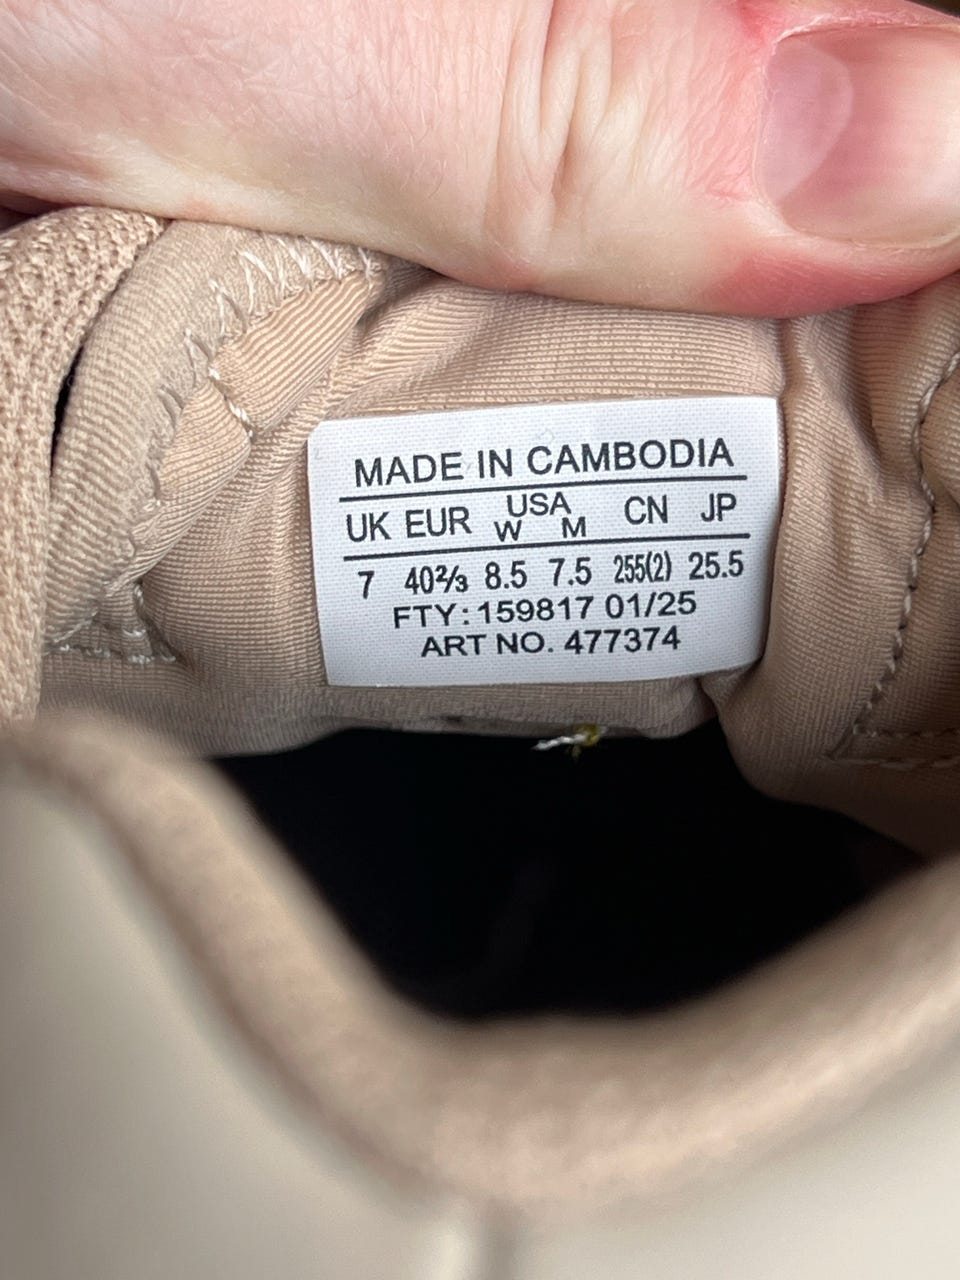 MADE IN CAMBODIA
UK EUR USA CN JP
W M
7 40⅔ 8.5 7.5 255(2) 25.5
FTY: 159817 01/25
ART NO. 477374